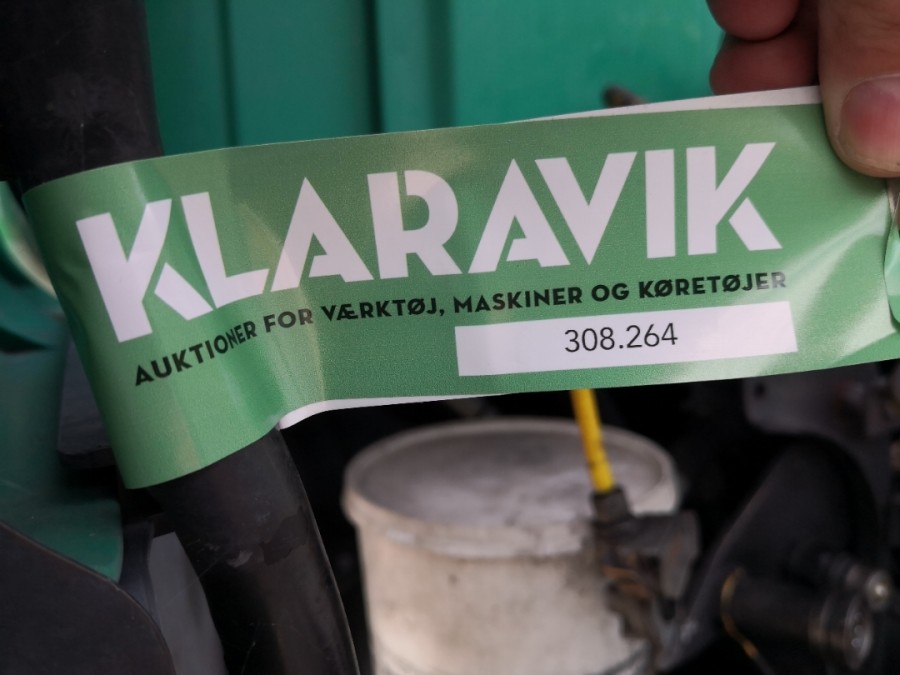 KLARAVIK
AUKTIONER FOR VÆRKTØJ, MASKINER OG KØRETØJER
308.264